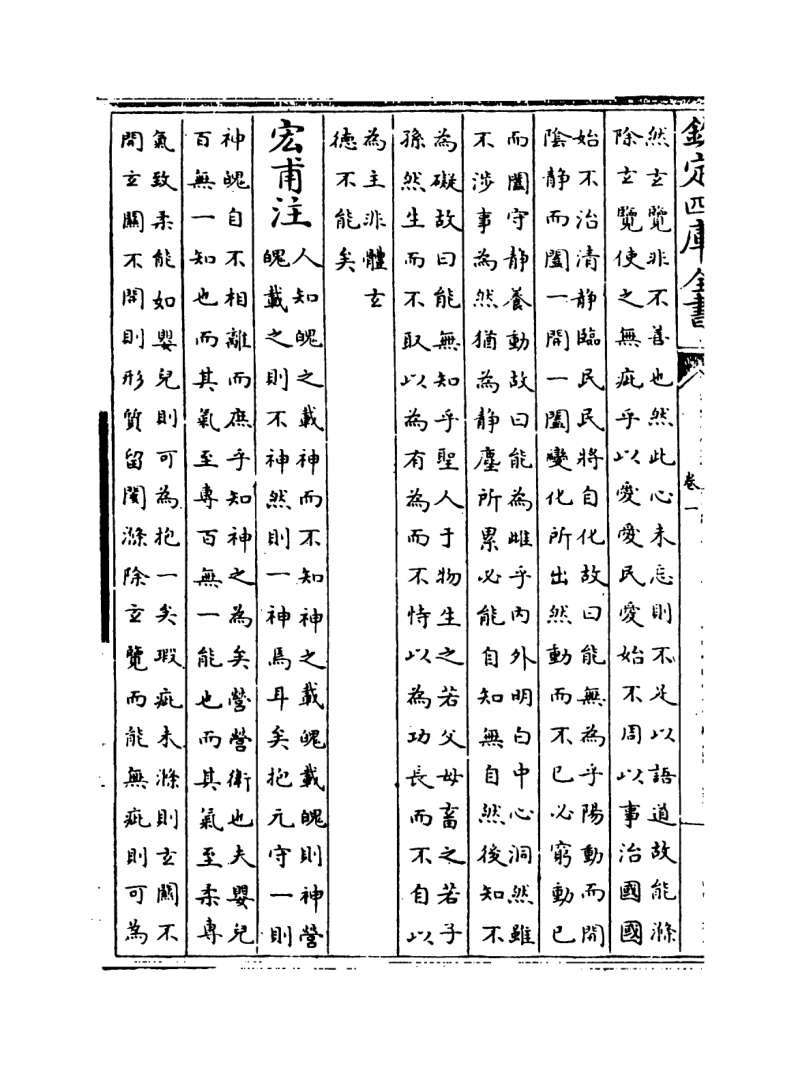 欽定四庫全書
卷一
然玄覽非不善也然此心未忘則不足以語道故能滌
除玄覽使之無疵乎以愛愛民愛始不周以事治國國
始不治清静臨民民將自化故曰能無為乎陽動而開
陰静而闔一開一闔變化所出然動而不已必窮動已
而闔守静養動故曰能為雌乎内外明白中心洞然雖
不涉事為然猶為静塵所累必能自知無自然後知不
為礙故曰能無知乎聖人于物生之若父母畜之若子
孫然生而不取以為有為而不恃以為功長而不自以
為主非體玄
德不能矣
宏甫注
人知魄之載神而不知神之載魄載魄則神營
魄載之則不神然則一神焉耳矣抱元守一則
神魄自不相離而庶乎知神之為矣營營衛也夫嬰兒
百無一知也而其氣至專百無一能也而其氣至柔專
氣致柔能如嬰兒則可為抱一矣瑕疵未滌則玄關不
開玄關不開則形質留閡滌除玄覽而能無疵則可為